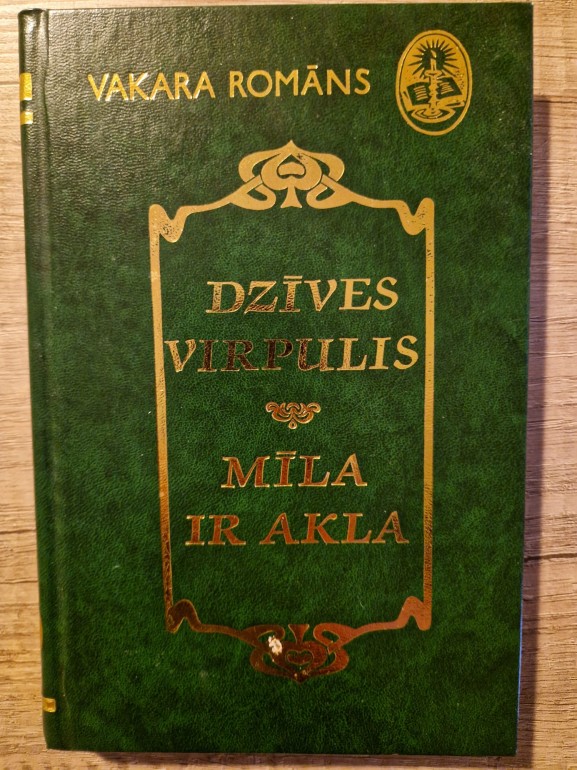 VAKARA ROMĀNS
DZĪVES
VIRPULIS
MĪLA
IR AKLA